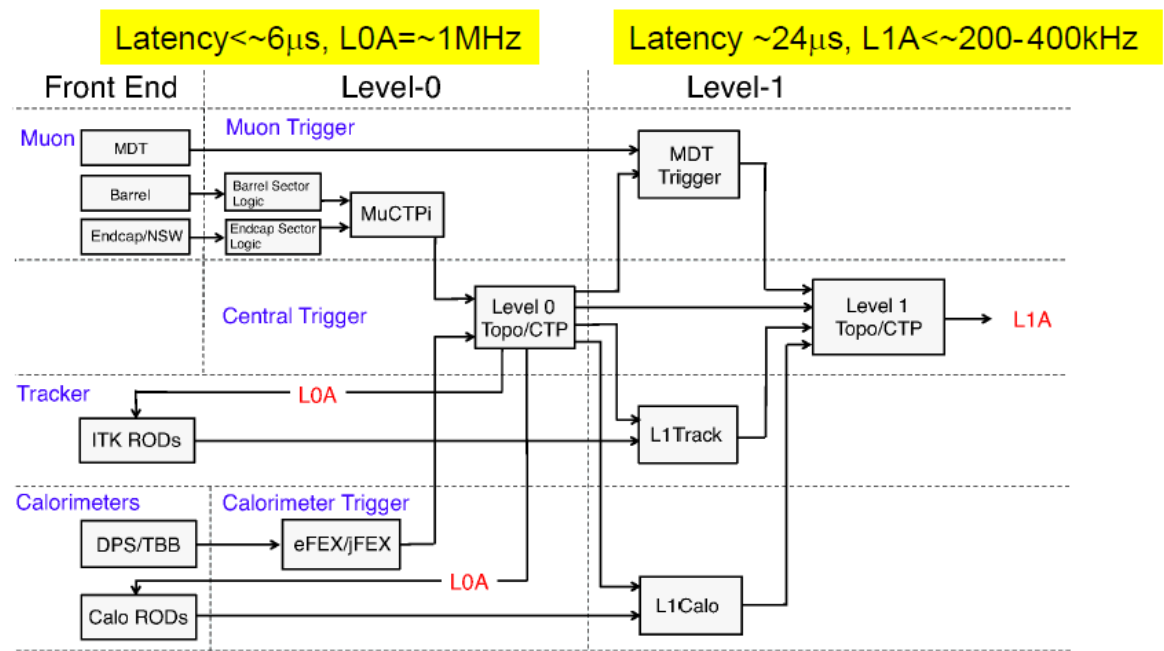 Latency<~6μs, L0A=~1MHz
Latency ~24μs, L1A<~200-400kHz
Front End
Level-0
Level-1
Muon
Muon Trigger
MDT
MDT
Trigger
Barrel
Barrel Sector
Logic
MuCTPi
Endcap/NSW
Endcap Sector
Logic
Central Trigger
Level 0
Topo/CTP
Level 1
Topo/CTP
L1A
Tracker
L0A
ITK RODs
L1Track
Calorimeters
Calorimeter Trigger
DPS/TBB
eFEX/jFEX
L0A
Calo RODs
L1Calo